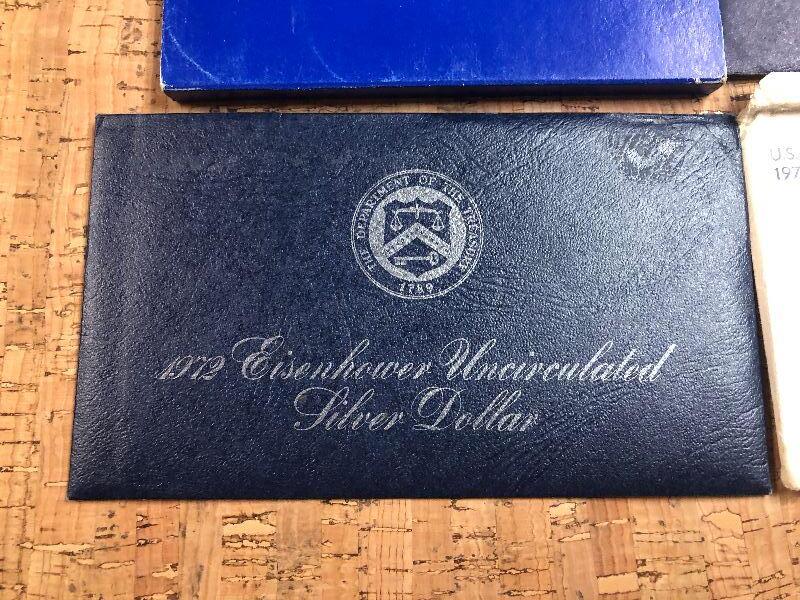 THE DEPARTMENT OF THE TREASURY
1789
1972 Eisenhower Uncirculated
Silver Dollar
U.S.
197